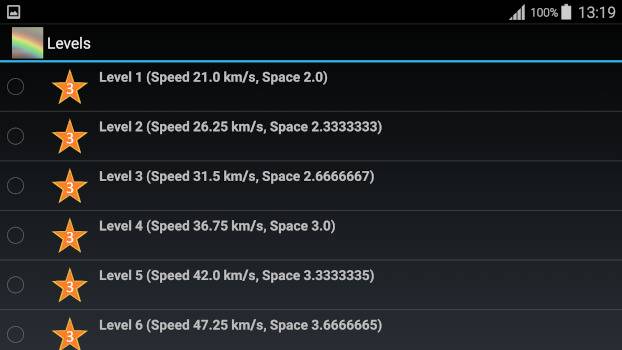 100% 13:19
Levels
Level 1 (Speed 21.0 km/s, Space 2.0)
3
Level 2 (Speed 26.25 km/s, Space 2.3333333)
3
Level 3 (Speed 31.5 km/s, Space 2.6666667)
3
Level 4 (Speed 36.75 km/s, Space 3.0)
3
Level 5 (Speed 42.0 km/s, Space 3.3333335)
3
Level 6 (Speed 47.25 km/s, Space 3.6666665)
3